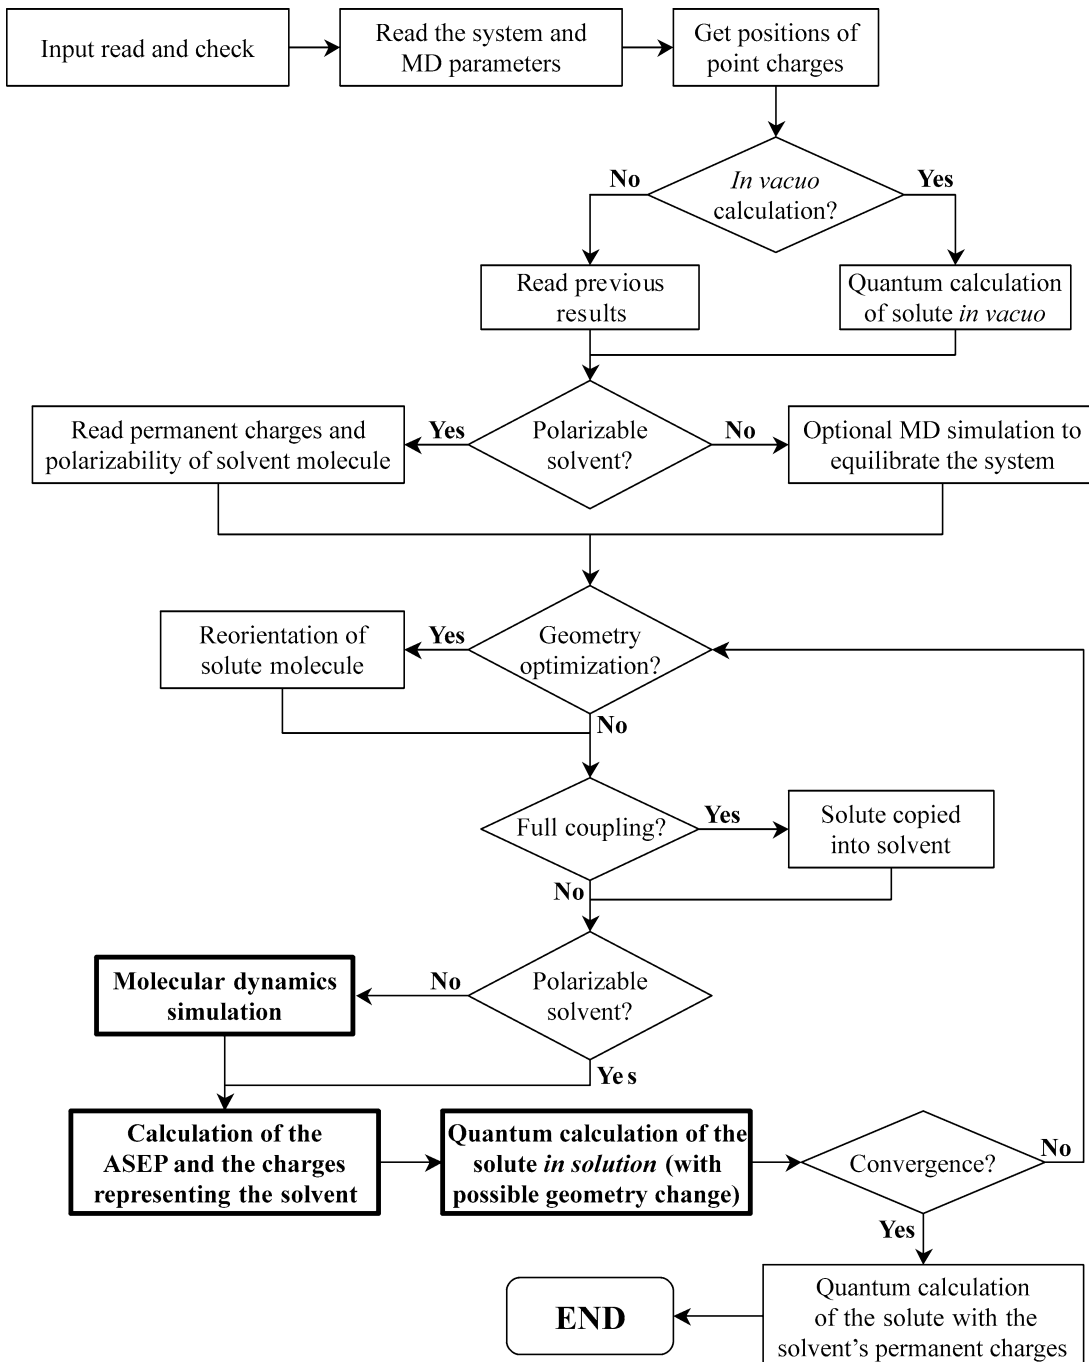 Input read and check
Read the system and
MD parameters
Get positions of
point charges
In vacuo
calculation?
No
Yes
Read previous
results
Quantum calculation
of solute in vacuo
Polarizable
solvent?
Yes
No
Read permanent charges and
polarizability of solvent molecule
Optional MD simulation to
equilibrate the system
Geometry
optimization?
Yes
Reorientation of
solute molecule
No
Full coupling?
Yes
Solute copied
into solvent
No
Polarizable
solvent?
No
Molecular dynamics
simulation
Yes
Calculation of the
ASEP and the charges
representing the solvent
Quantum calculation of the
solute in solution (with
possible geometry change)
Convergence?
No
Yes
Quantum calculation
of the solute with the
solvent's permanent charges
END